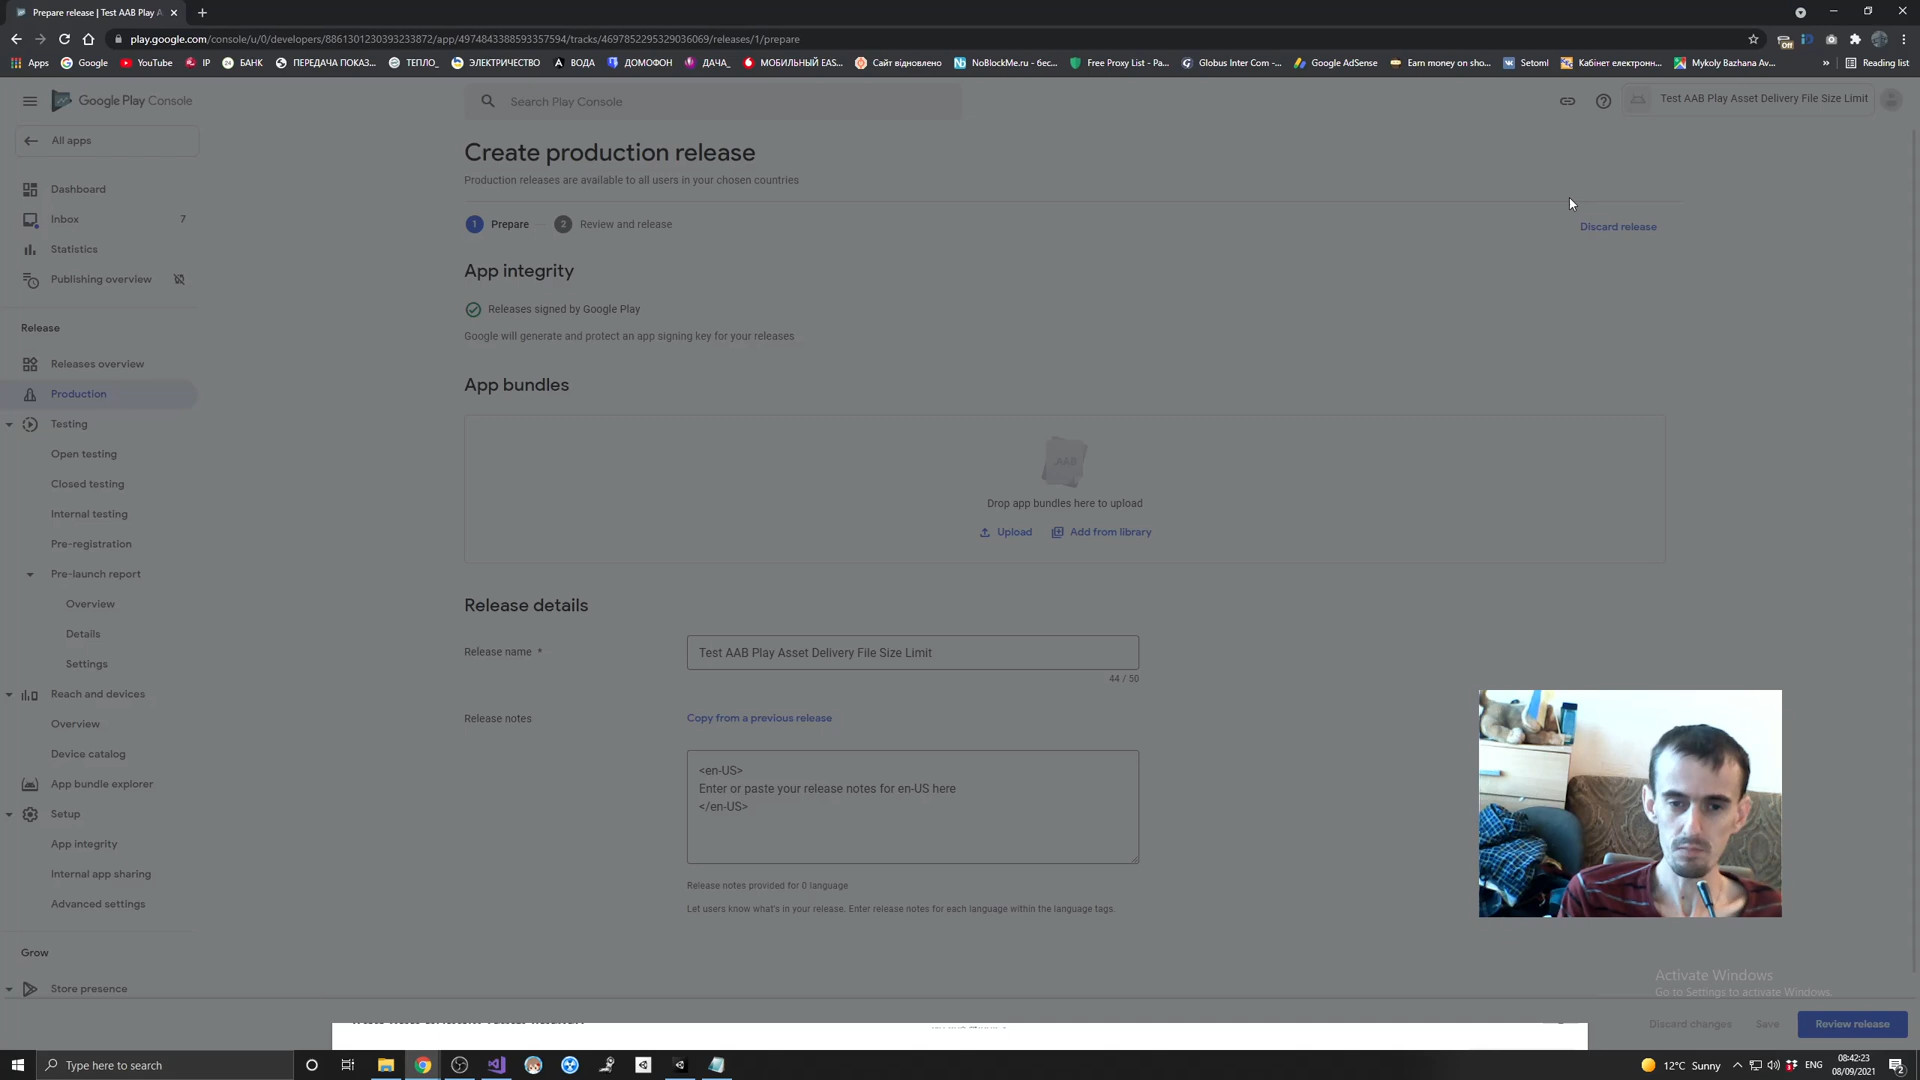 Prepare release | Test AAB Play A
play.google.com/console/u/0/developers/8861301230393233872/app/4974843388593357594/tracks/4697852295329036069/releases/1/prepare
Apps
Google
YouTube
IP
БАНК
ПЕРЕДАЧА ПОКАЗ...
ТЕПЛО_
ЭЛЕКТРИЧЕСТВО
ВОДА
ДОМОФОН
ДАЧА_
МОБИЛЬНЫЙ EAS...
Сайт відновлено
NoBlockMe.ru - бес...
Free Proxy List - Pa...
Globus Inter Com -...
Google AdSense
Earn money on sho...
Setoml
Кабінет електронн...
Mykoly Bazhana Av...
»
Reading list
Off
Google Play Console
Search Play Console
Test AAB Play Asset Delivery File Size Limit
All apps
Dashboard
Inbox 7
Statistics
Publishing overview
Release
Releases overview
Production
Testing
Open testing
Closed testing
Internal testing
Pre-registration
Pre-launch report
Overview
Details
Settings
Reach and devices
Overview
Device catalog
App bundle explorer
Setup
App integrity
Internal app sharing
Advanced settings
Grow
Store presence
Create production release
Production releases are available to all users in your chosen countries
1 Prepare 2 Review and release
Discard release
App integrity
Releases signed by Google Play
Google will generate and protect an app signing key for your releases
App bundles
AAB
Drop app bundles here to upload
Upload Add from library
Release details
Release name * Test AAB Play Asset Delivery File Size Limit
44 / 50
Release notes Copy from a previous release
<en-US>
Enter or paste your release notes for en-US here
</en-US>
Release notes provided for 0 language
Let users know what's in your release. Enter release notes for each language within the language tags.
Activate Windows
Go to Settings to activate Windows.
Discard changes Save Review release
Type here to search
12°C Sunny
ENG
08:42:23
08/09/2021
2